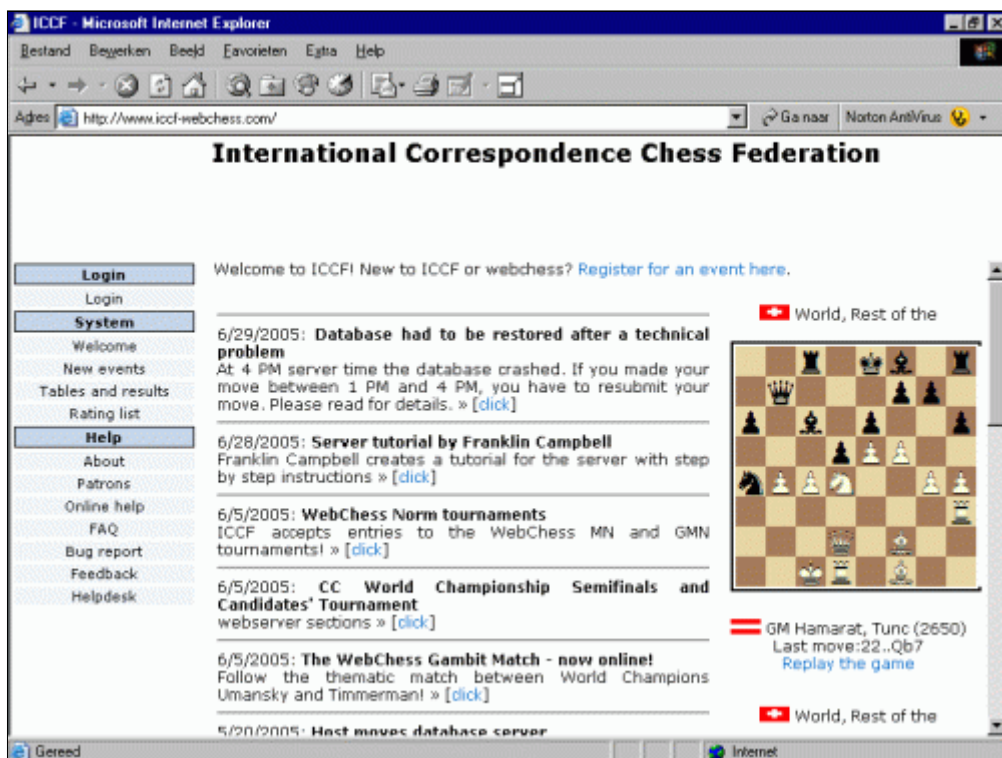 ICCF - Microsoft Internet Explorer
Bestand Bewerken Beeld Favorieten Extra Help
Adres http://www.iccf-webchess.com/ Ga naar Norton AntiVirus
International Correspondence Chess Federation
Welcome to ICCF! New to ICCF or webchess? Register for an event here.
Login
Login
System
Welcome
New events
Tables and results
Rating list
Help
About
Patrons
Online help
FAQ
Bug report
Feedback
Helpdesk
6/29/2005: Database had to be restored after a technical
problem
At 4 PM server time the database crashed. If you made your
move between 1 PM and 4 PM, you have to resubmit your
move. Please read for details. » [click]
6/28/2005: Server tutorial by Franklin Campbell
Franklin Campbell creates a tutorial for the server with step
by step instructions » [click]
6/5/2005: WebChess Norm tournaments
ICCF accepts entries to the WebChess MN and GMN
tournaments! » [click]
6/5/2005: CC World Championship Semifinals and
Candidates' Tournament
webserver sections » [click]
6/5/2005: The WebChess Gambit Match - now online!
Follow the thematic match between World Champions
Umansky and Timmerman! » [click]
5/20/2005: Host moves database server
World, Rest of the
GM Hamarat, Tunc (2650)
Last move:22..Qb7
Replay the game
World, Rest of the
Gereed Internet